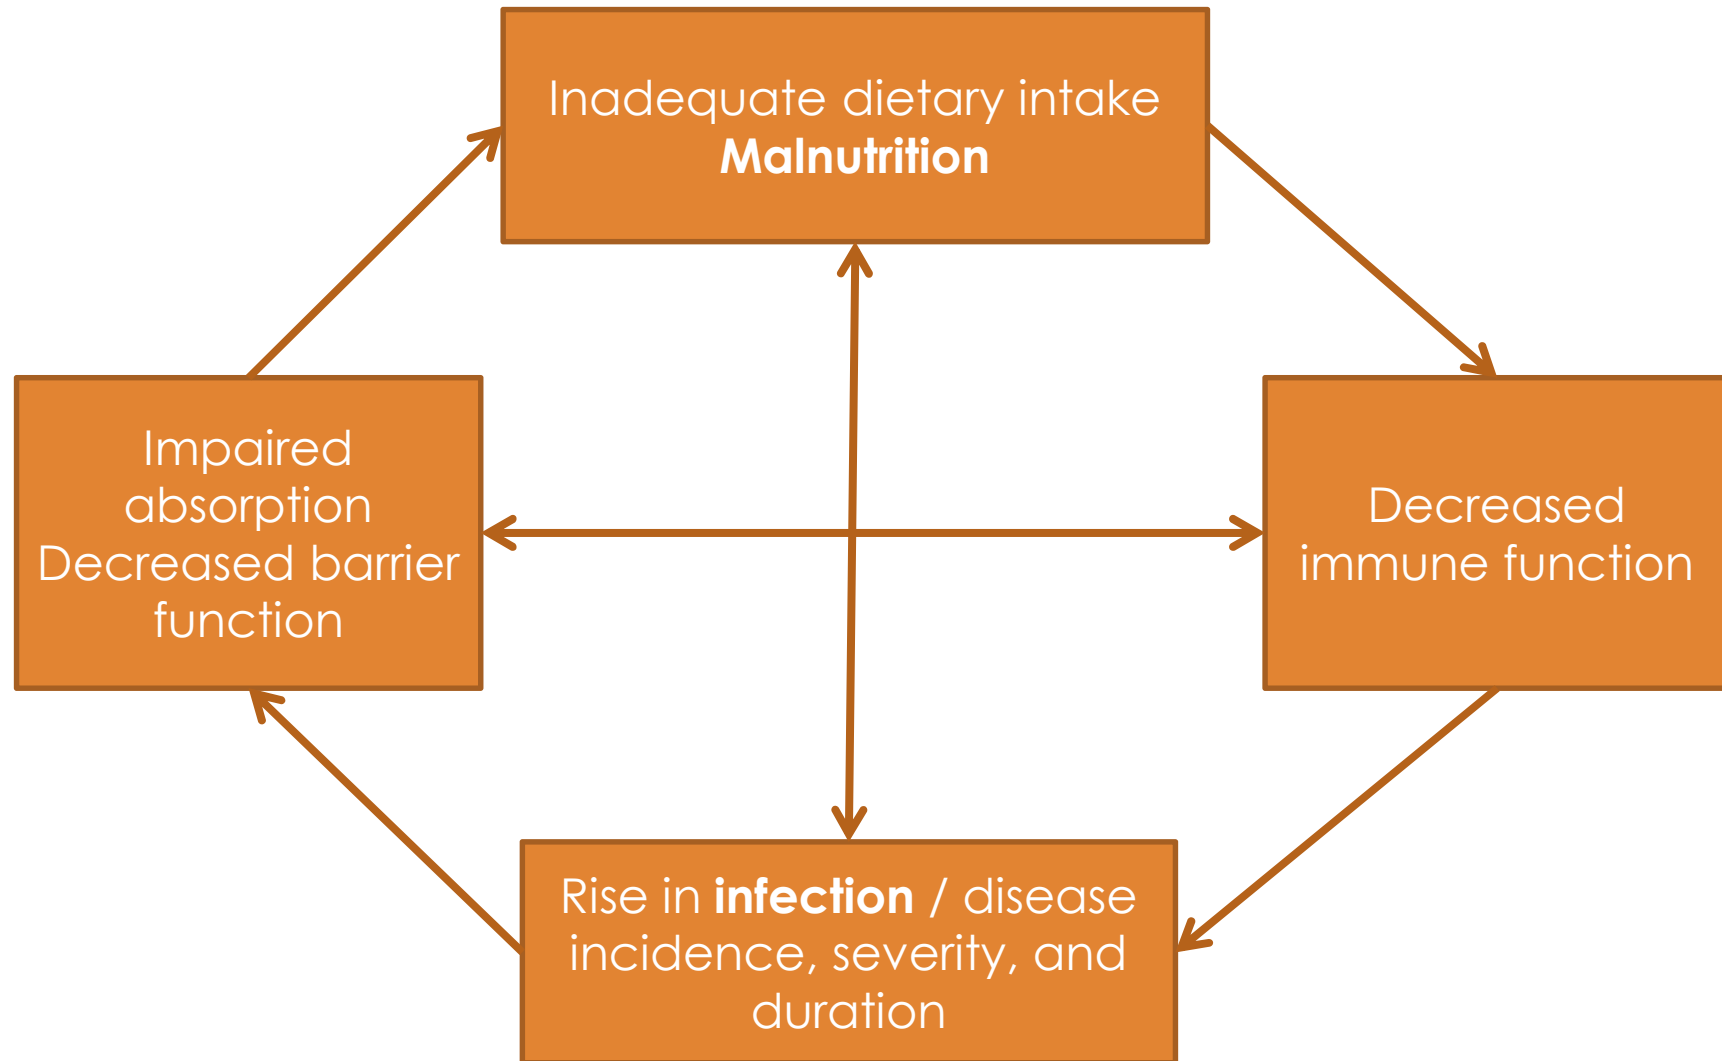 Inadequate dietary intake
Malnutrition
Impaired
absorption
Decreased barrier
function
Decreased
immune function
Rise in infection / disease
incidence, severity, and
duration